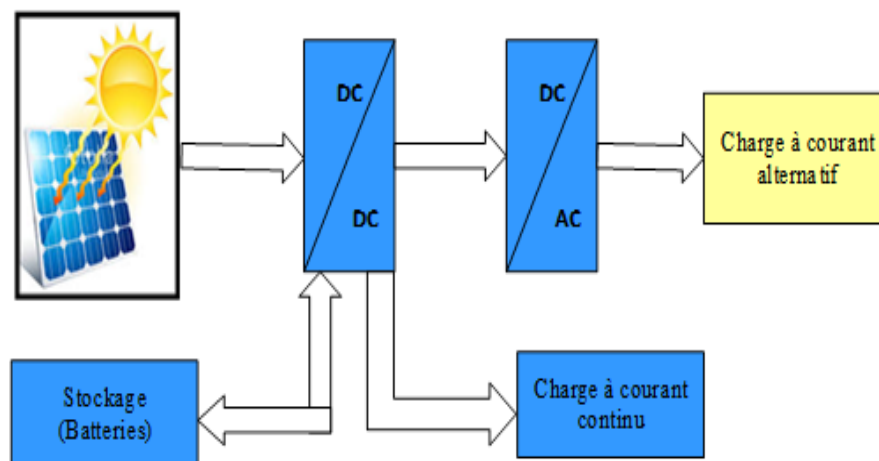 DC
DC
DC
AC
Charge à courant
alternatif
Stockage
(Batteries)
Charge à courant
continu